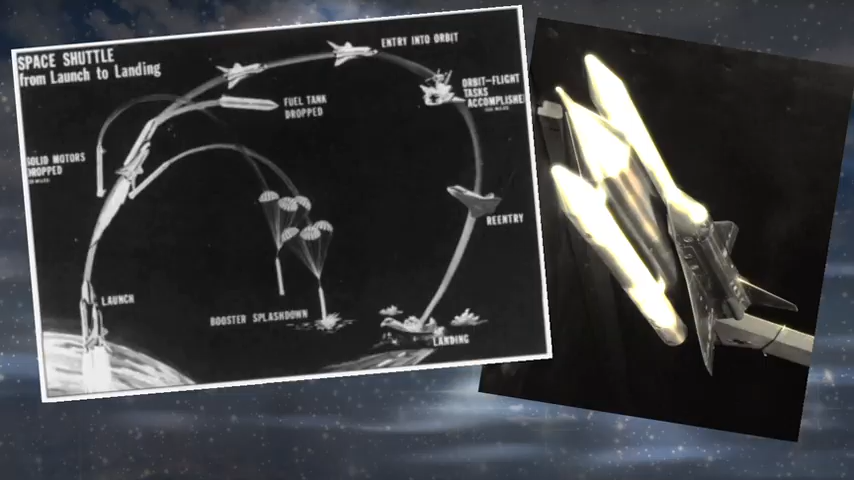 SPACE SHUTTLE
from Launch to Landing
ENTRY INTO ORBIT
ORBIT-FLIGHT
TASKS
ACCOMPLISHE
FUEL TANK
DROPPED
SOLID MOTORS
DROPPED
REENTRY
LAUNCH
BOOSTER SPLASHDOWN
LANDING